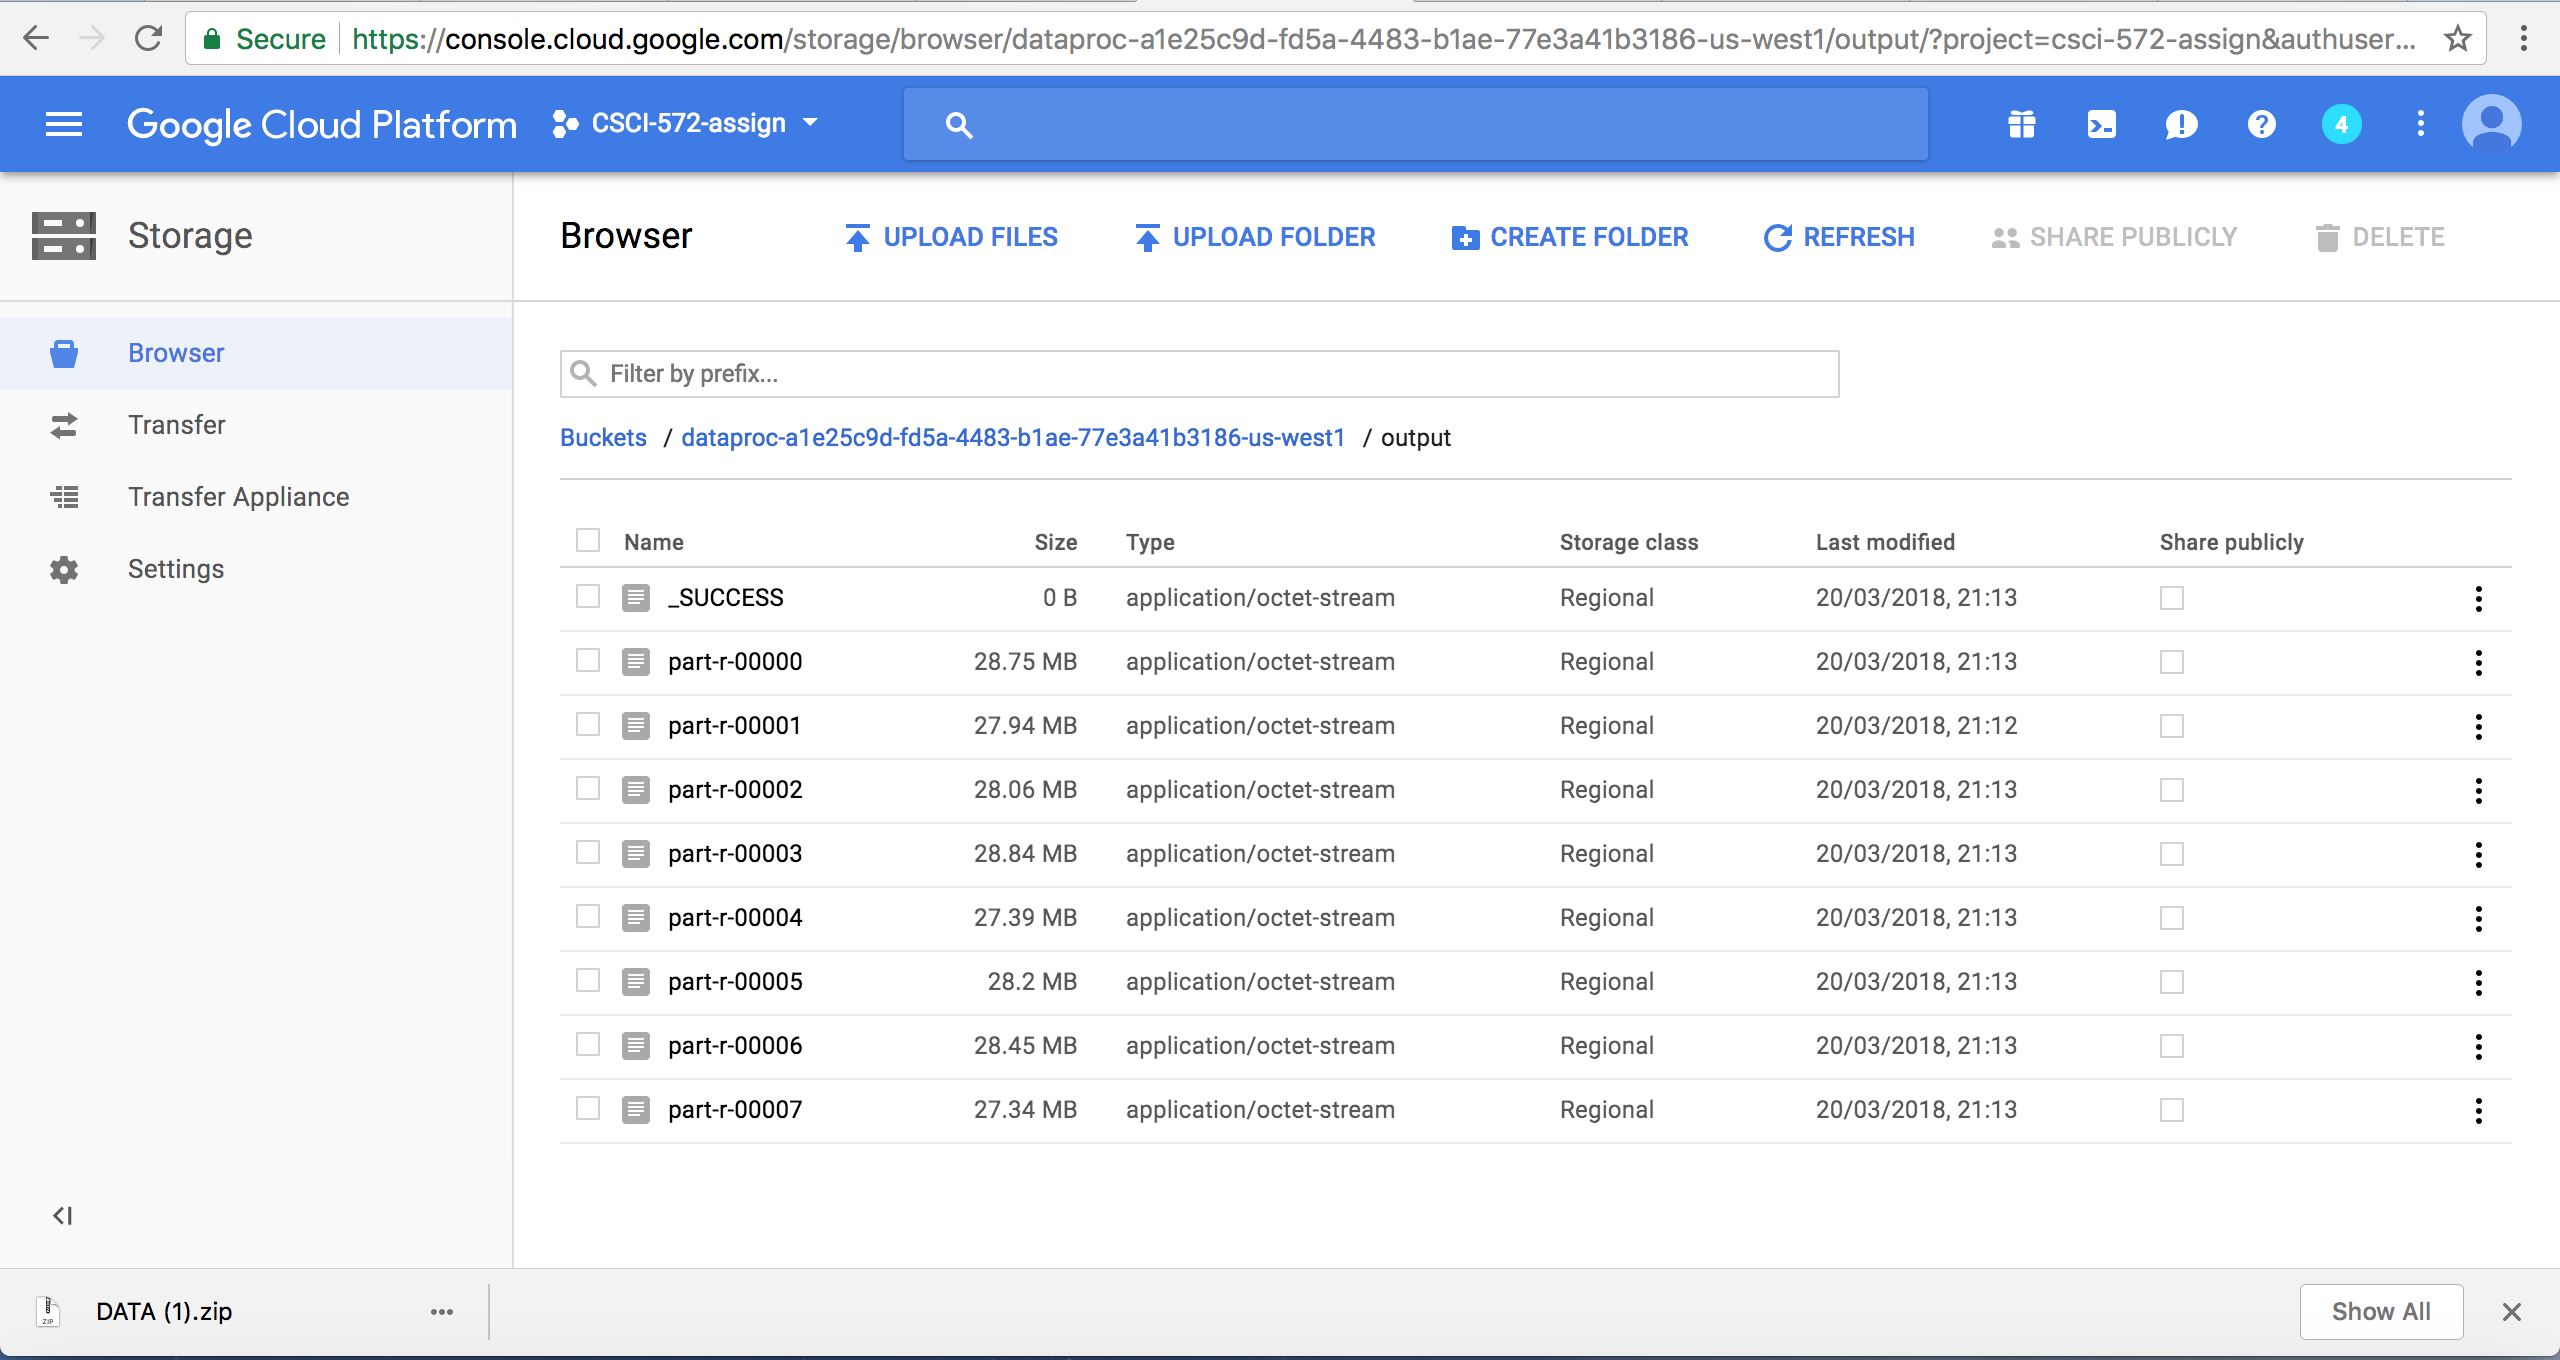 Secure https://console.cloud.google.com/storage/browser/dataproc-a1e25c9d-fd5a-4483-b1ae-77e3a41b3186-us-west1/output/?project=csci-572-assign&authuser...
Google Cloud Platform CSCI-572-assign 4
Storage
Browser UPLOAD FILES UPLOAD FOLDER CREATE FOLDER REFRESH SHARE PUBLICLY DELETE
Browser
Transfer
Transfer Appliance
Settings
Filter by prefix...
Buckets / dataproc-a1e25c9d-fd5a-4483-b1ae-77e3a41b3186-us-west1 / output
Name Size Type Storage class Last modified Share publicly
_SUCCESS 0 B application/octet-stream Regional 20/03/2018, 21:13
part-r-00000 28.75 MB application/octet-stream Regional 20/03/2018, 21:13
part-r-00001 27.94 MB application/octet-stream Regional 20/03/2018, 21:12
part-r-00002 28.06 MB application/octet-stream Regional 20/03/2018, 21:13
part-r-00003 28.84 MB application/octet-stream Regional 20/03/2018, 21:13
part-r-00004 27.39 MB application/octet-stream Regional 20/03/2018, 21:13
part-r-00005 28.2 MB application/octet-stream Regional 20/03/2018, 21:13
part-r-00006 28.45 MB application/octet-stream Regional 20/03/2018, 21:13
part-r-00007 27.34 MB application/octet-stream Regional 20/03/2018, 21:13
ZIP DATA (1).zip Show All